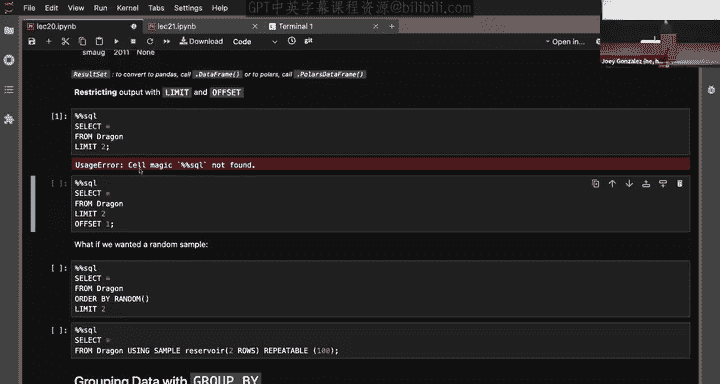 GPT中英字幕课程资源@bilibili.com
File Edit View Run Kernel Tabs Settings Help
lec20.ipynb lec21.ipynb Terminal 1
Download Code git Open in...
Joey Gonzalez (he, h
smaug 2011 NaN
ResultSet : to convert to pandas, call .DataFrame() or to polars, call .PolarsDataFrame()
Restricting output with LIMIT and OFFSET
[1]: %%sql
SELECT *
FROM Dragon
LIMIT 2;
UsageError: Cell magic `%%sql` not found.
[ ]: %%sql
SELECT *
FROM Dragon
LIMIT 2
OFFSET 1;
What if we wanted a random sample:
[ ]: %%sql
SELECT *
FROM Dragon
ORDER BY RANDOM()
LIMIT 2
[ ]: %%sql
SELECT *
FROM Dragon USING SAMPLE reservoir(2 ROWS) REPEATABLE (100);
Grouping Data with GROUP BY